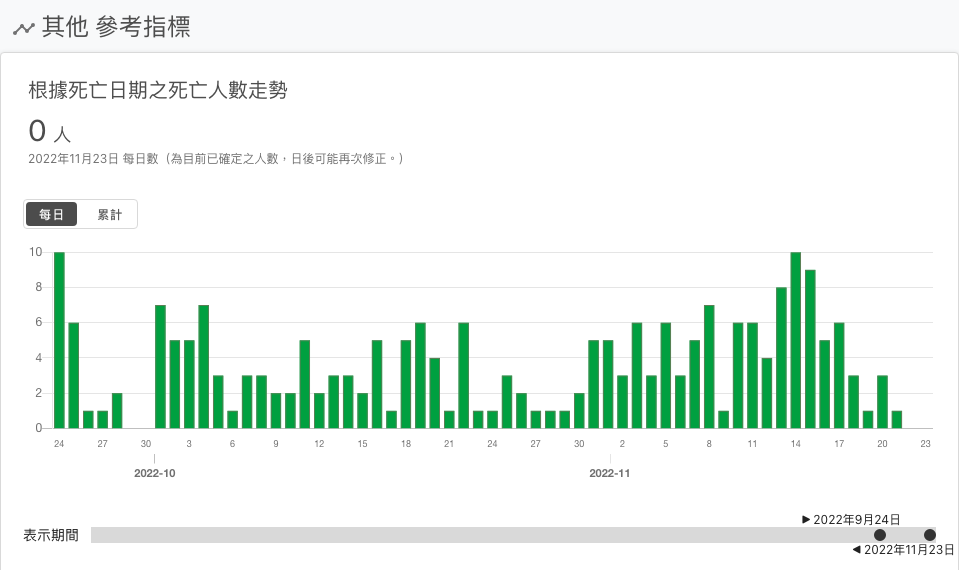 其他 參考指標
根據死亡日期之死亡人數走勢
0 人
2022年11月23日 每日數（為目前已確定之人數，日後可能再次修正。）
每日 累計
10
8
6
4
2
0
24 27 30 3 6 9 12 15 18 21 24 27 30 2 5 8 11 14 17 20 23
2022-10 2022-11
▶ 2022年9月24日
表示期間
◀ 2022年11月23日